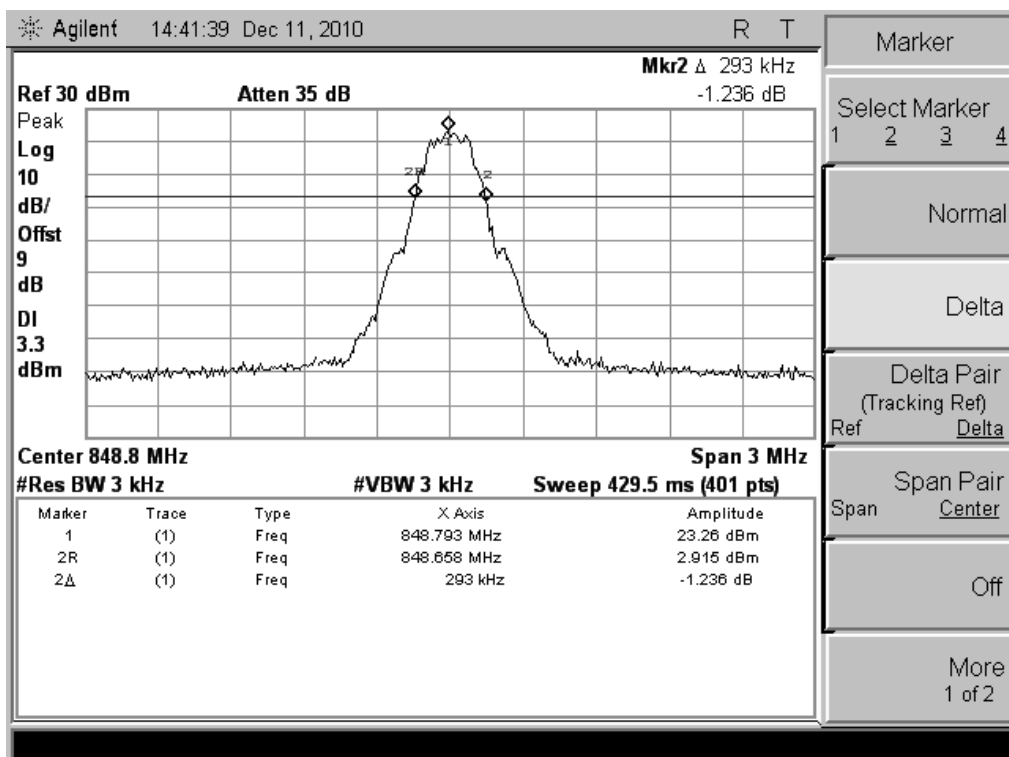 Agilent 14:41:39 Dec 11, 2010 R T
Mkr2 Δ 293 kHz
Ref 30 dBm Atten 35 dB -1.236 dB
Peak
Log
10
dB/
Offst
9
dB
DI
3.3
dBm
1
2R
2
Center 848.8 MHz Span 3 MHz
#Res BW 3 kHz #VBW 3 kHz Sweep 429.5 ms (401 pts)
Marker Trace Type X Axis Amplitude
1 (1) Freq 848.793 MHz 23.26 dBm
2R (1) Freq 848.658 MHz 2.915 dBm
2Δ (1) Freq 293 kHz -1.236 dB
Marker
Select Marker
1 2 3 4
Normal
Delta
Delta Pair
(Tracking Ref)
Ref Delta
Span Pair
Span Center
Off
More
1 of 2